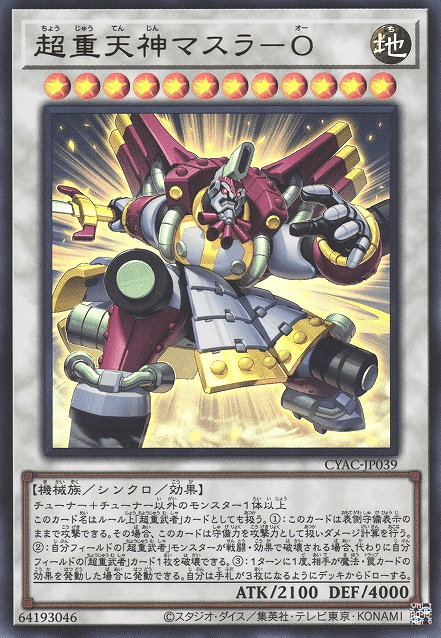 超重天神マスラ－O
地
CYAC-JP039
【機械族／シンクロ／効果】
チューナー＋チューナー以外のモンスター1体以上
このカード名はルール上「超重武者」カードとしても扱う。①：このカードは表側守備表示の
ままで攻撃できる。その場合、このカードは守備力を攻撃力として扱いダメージ計算を行う。
②：自分フィールドの「超重武者」モンスターが戦闘・効果で破壊される場合、代わりに自分
フィールドの「超重武者」カード1枚を破壊できる。③：1ターンに1度、相手が魔法・罠カードの
効果を発動した場合に発動できる。自分は手札が3枚になるようにデッキからドローする。
ATK/2100 DEF/4000
64193046
©スタジオ・ダイス／集英社・テレビ東京・KONAMI